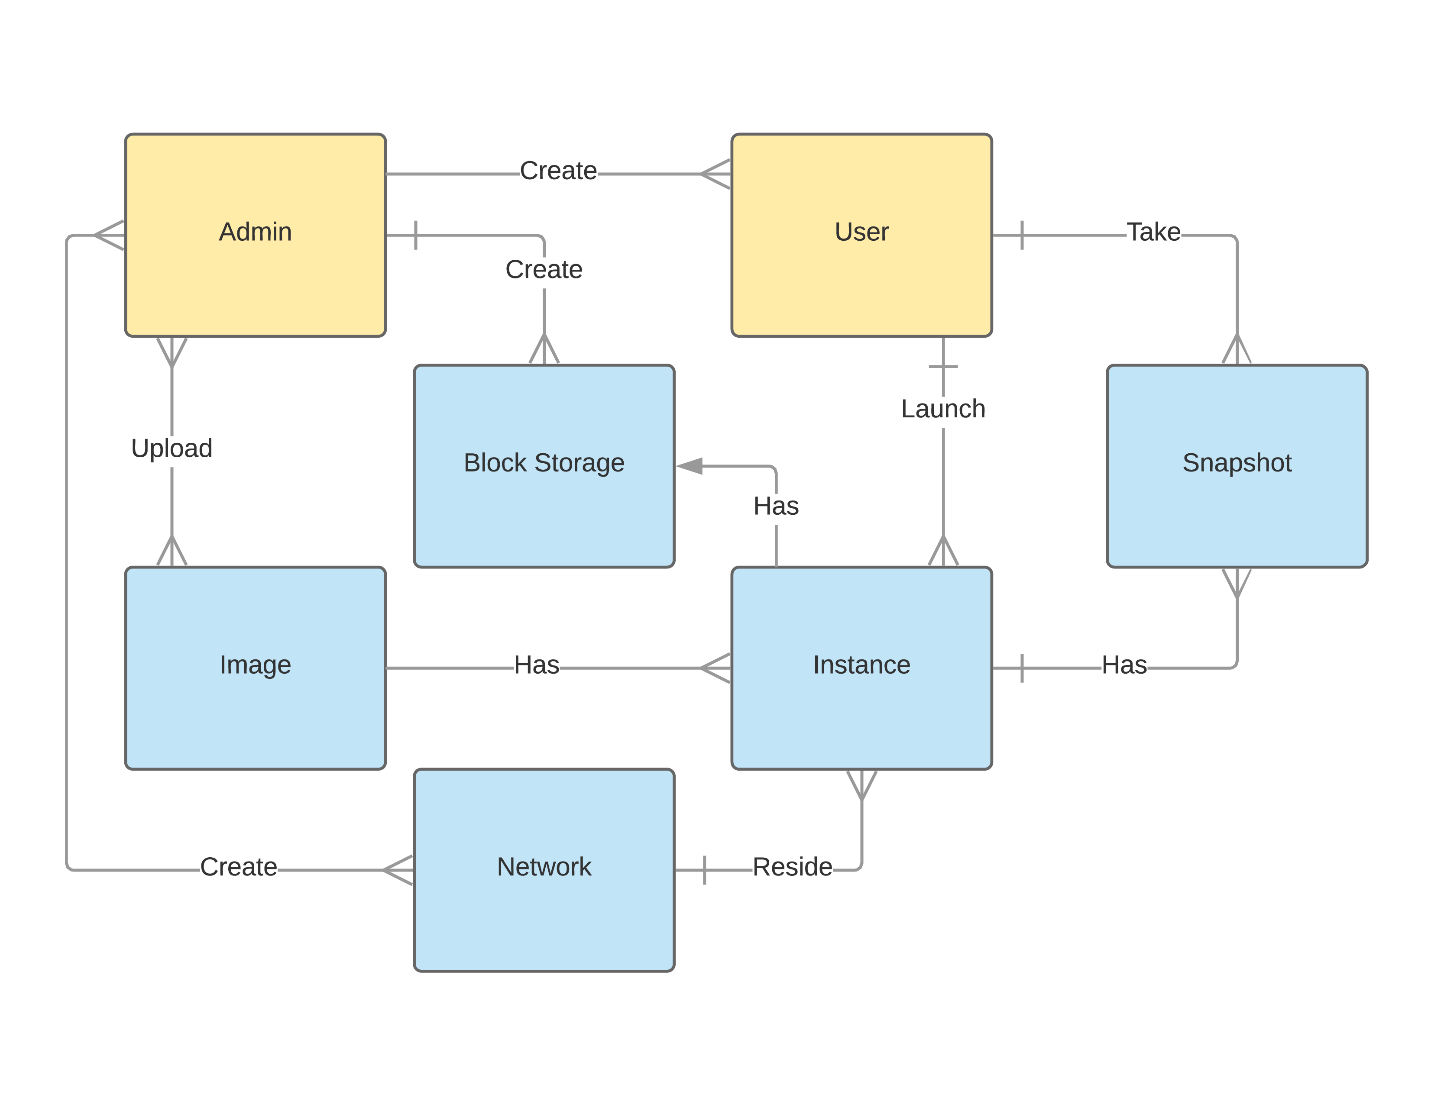 Create
Admin
User
Take
Create
Launch
Upload
Block Storage
Snapshot
Has
Image
Has
Instance
Has
Create
Network
Reside